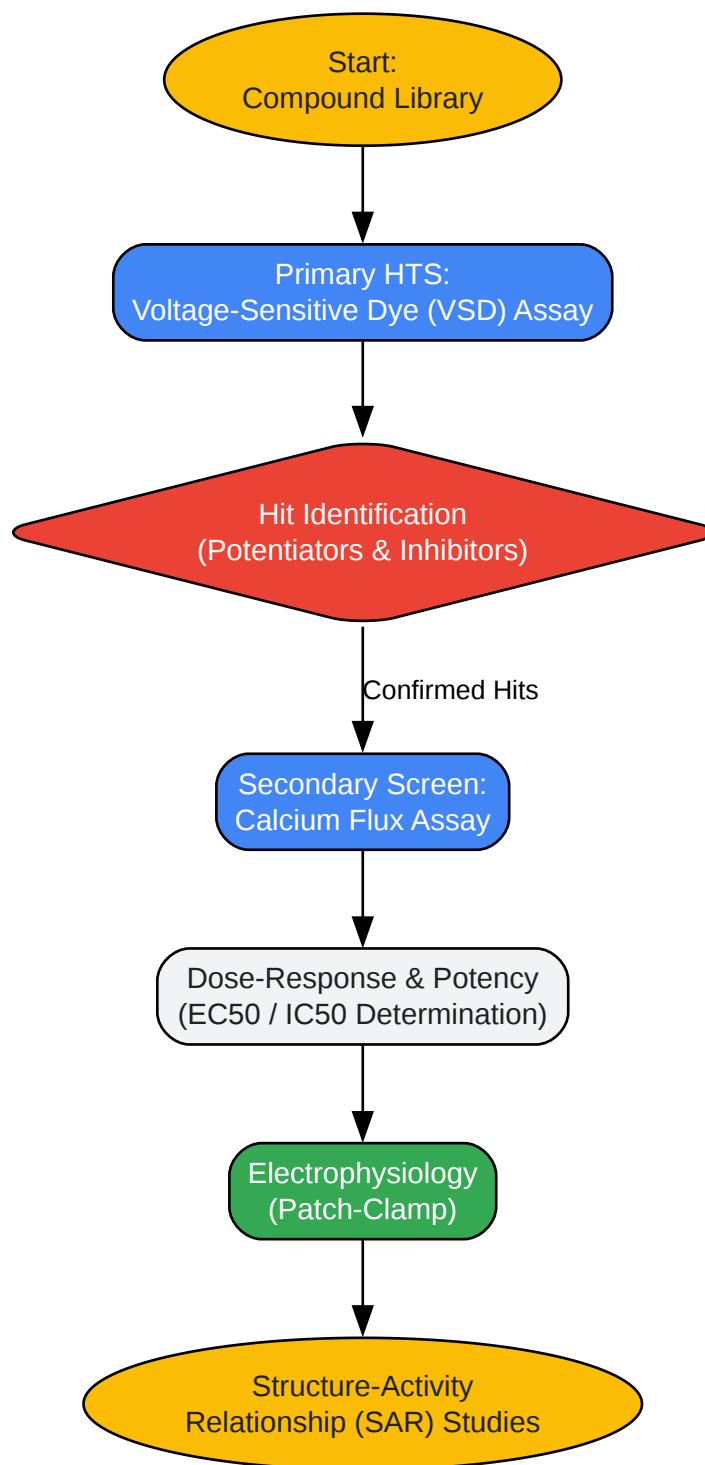 Start:
Compound Library
Primary HTS:
Voltage-Sensitive Dye (VSD) Assay
Hit Identification
(Potentiators & Inhibitors)
Confirmed Hits
Secondary Screen:
Calcium Flux Assay
Dose-Response & Potency
(EC50 / IC50 Determination)
Electrophysiology
(Patch-Clamp)
Structure-Activity
Relationship (SAR) Studies